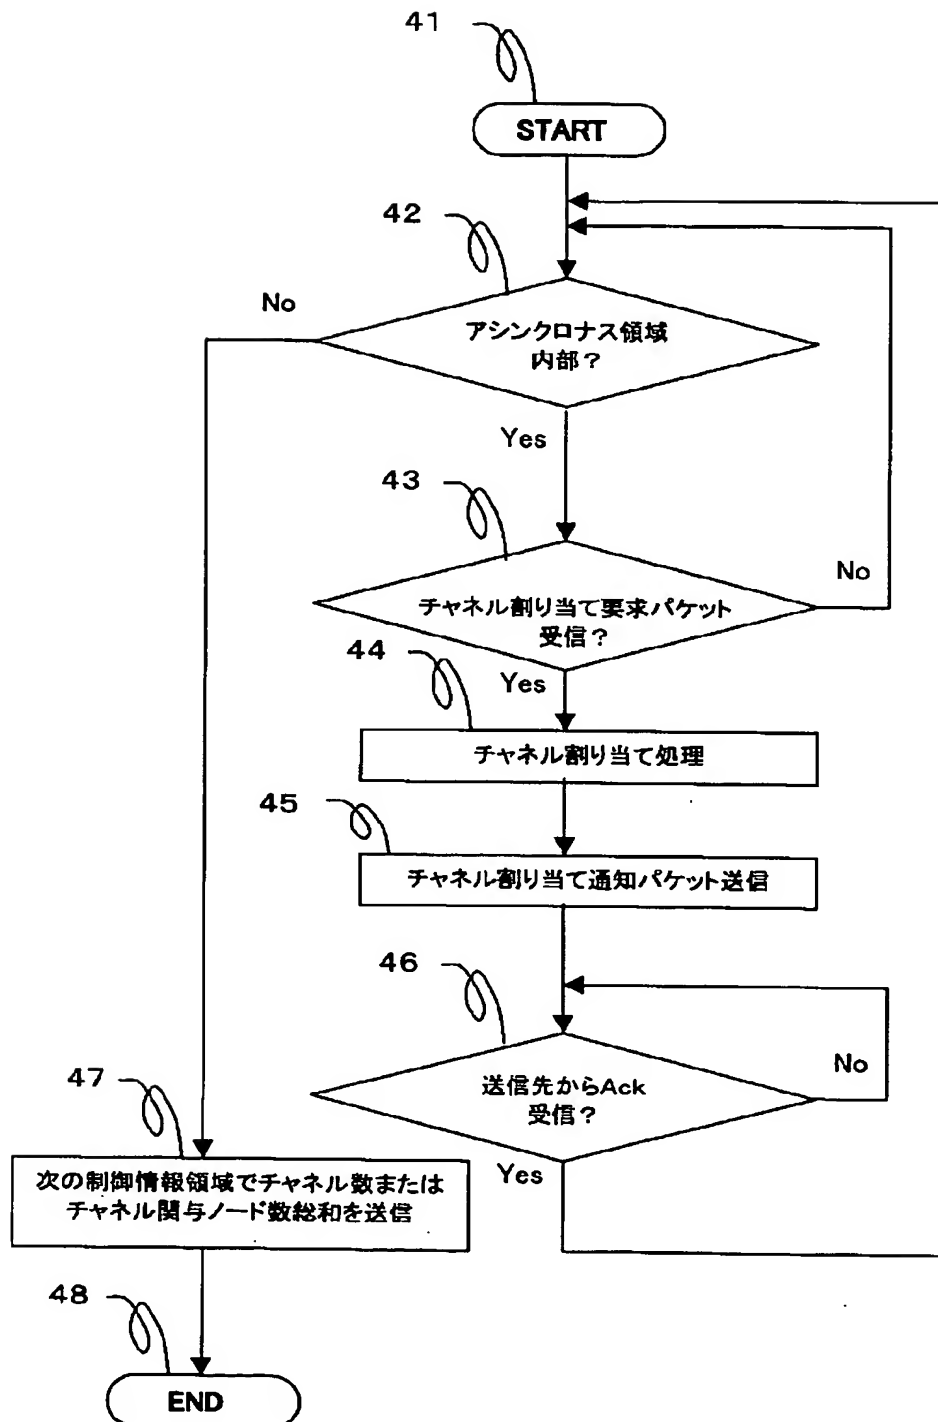 41
START
42
No
アシンクロナス領域
内部？
Yes
43
No
チャネル割り当て要求パケット
受信？
44
Yes
チャネル割り当て処理
45
チャネル割り当て通知パケット送信
46
No
送信先からAck
受信？
47
Yes
次の制御情報領域でチャネル数または
チャネル関与ノード数総和を送信
48
END